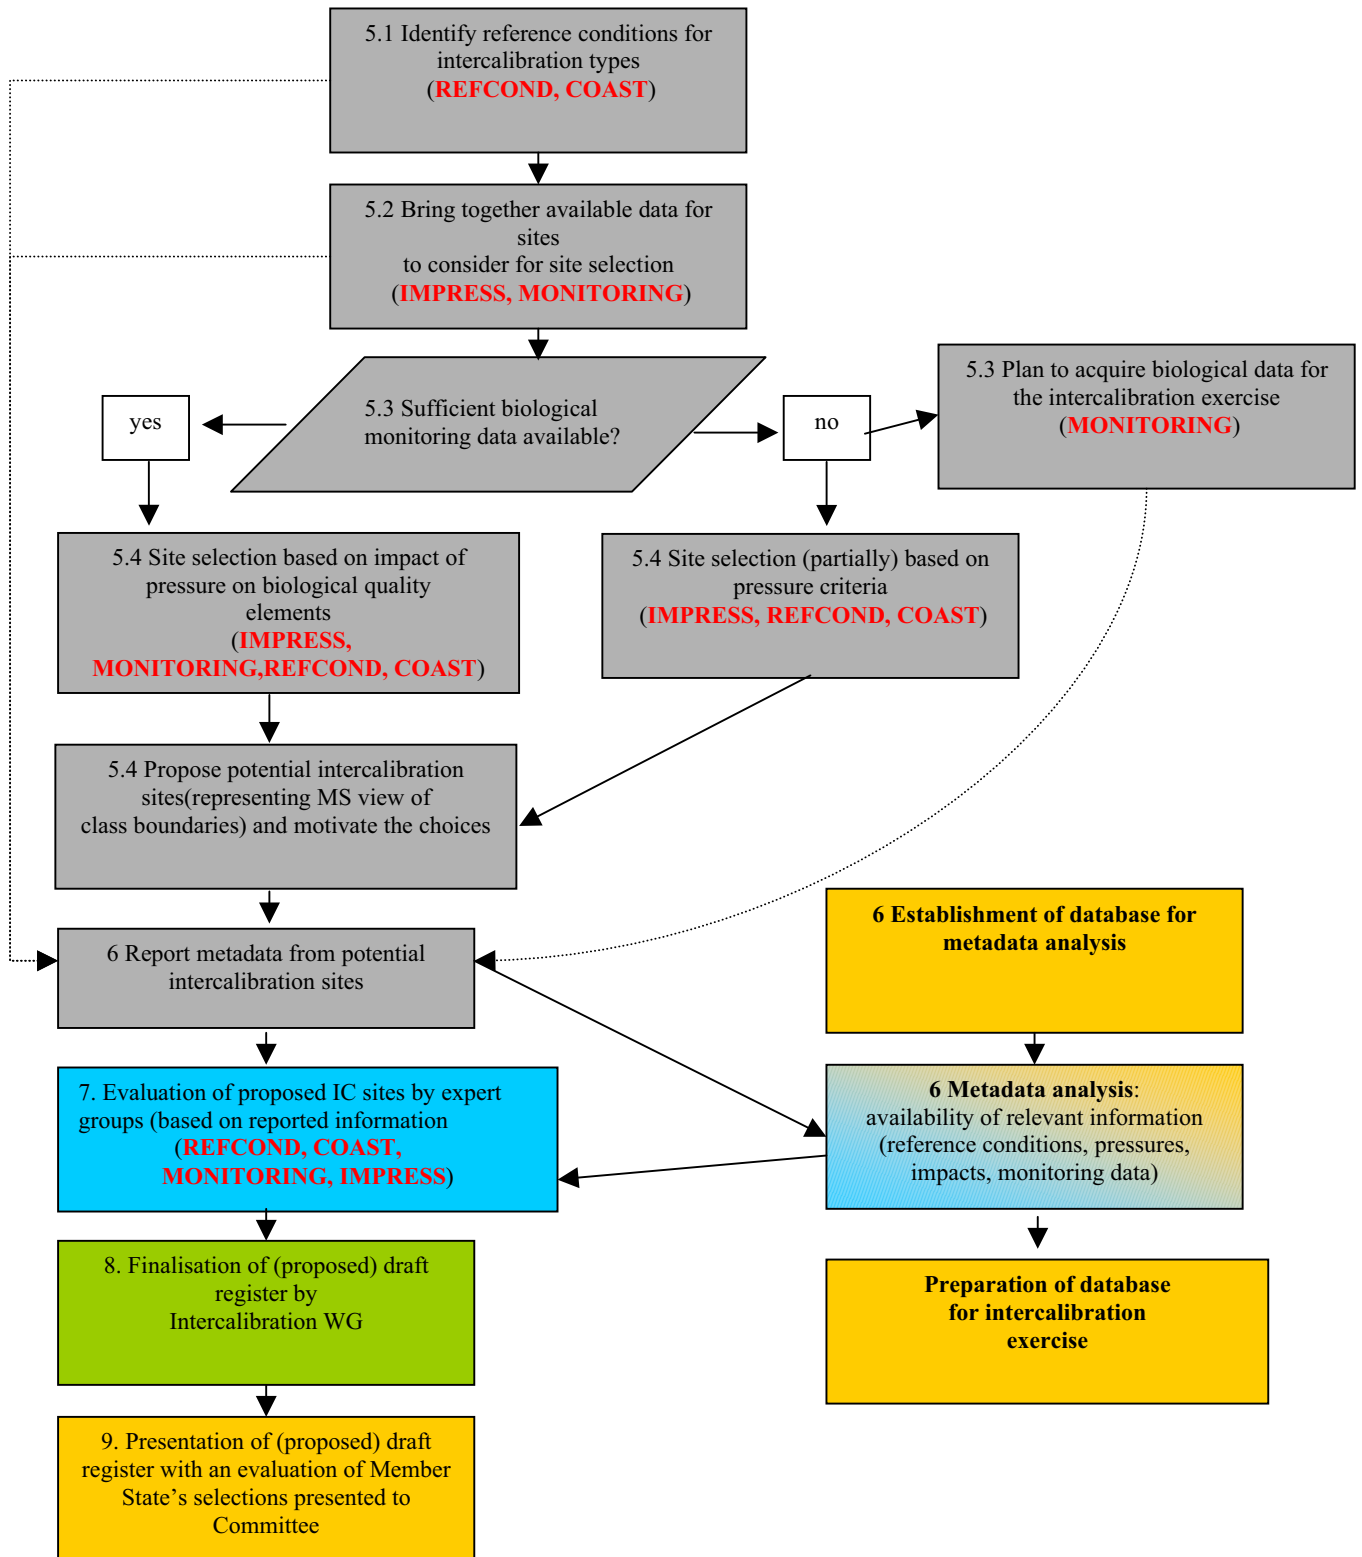 5.1 Identify reference conditions for
intercalibration types
(REFCOND, COAST)
5.2 Bring together available data for
sites
to consider for site selection
(IMPRESS, MONITORING)
5.3 Sufficient biological
monitoring data available?
yes
no
5.3 Plan to acquire biological data for
the intercalibration exercise
(MONITORING)
5.4 Site selection based on impact of
pressure on biological quality
elements
(IMPRESS,
MONITORING,REFCOND, COAST)
5.4 Site selection (partially) based on
pressure criteria
(IMPRESS, REFCOND, COAST)
5.4 Propose potential intercalibration
sites(representing MS view of
class boundaries) and motivate the choices
6 Report metadata from potential
intercalibration sites
6 Establishment of database for
metadata analysis
7. Evaluation of proposed IC sites by expert
groups (based on reported information
(REFCOND, COAST,
MONITORING, IMPRESS)
6 Metadata analysis:
availability of relevant information
(reference conditions, pressures,
impacts, monitoring data)
8. Finalisation of (proposed) draft
register by
Intercalibration WG
Preparation of database
for intercalibration
exercise
9. Presentation of (proposed) draft
register with an evaluation of Member
State’s selections presented to
Committee